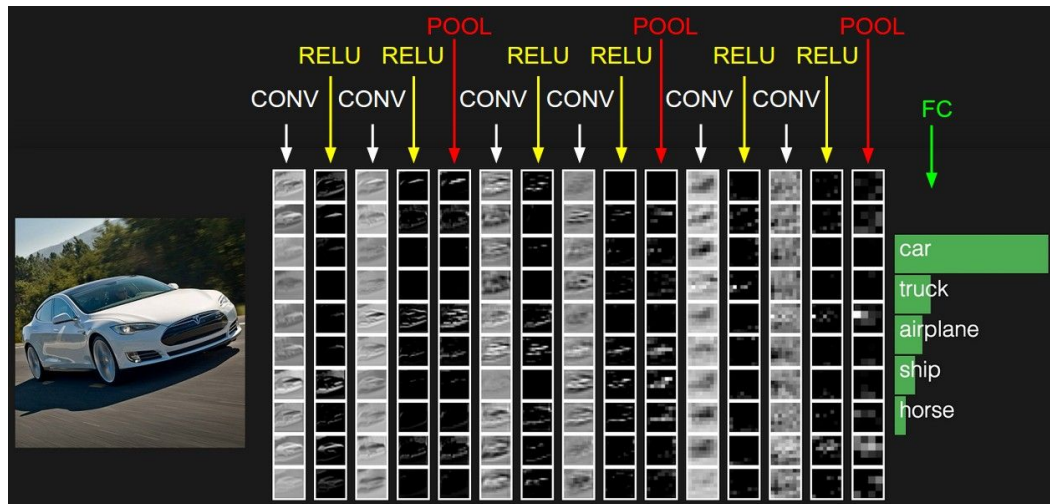 POOL POOL POOL
RELU RELU RELU RELU RELU RELU
CONV CONV CONV CONV CONV CONV
FC
car
truck
airplane
ship
horse